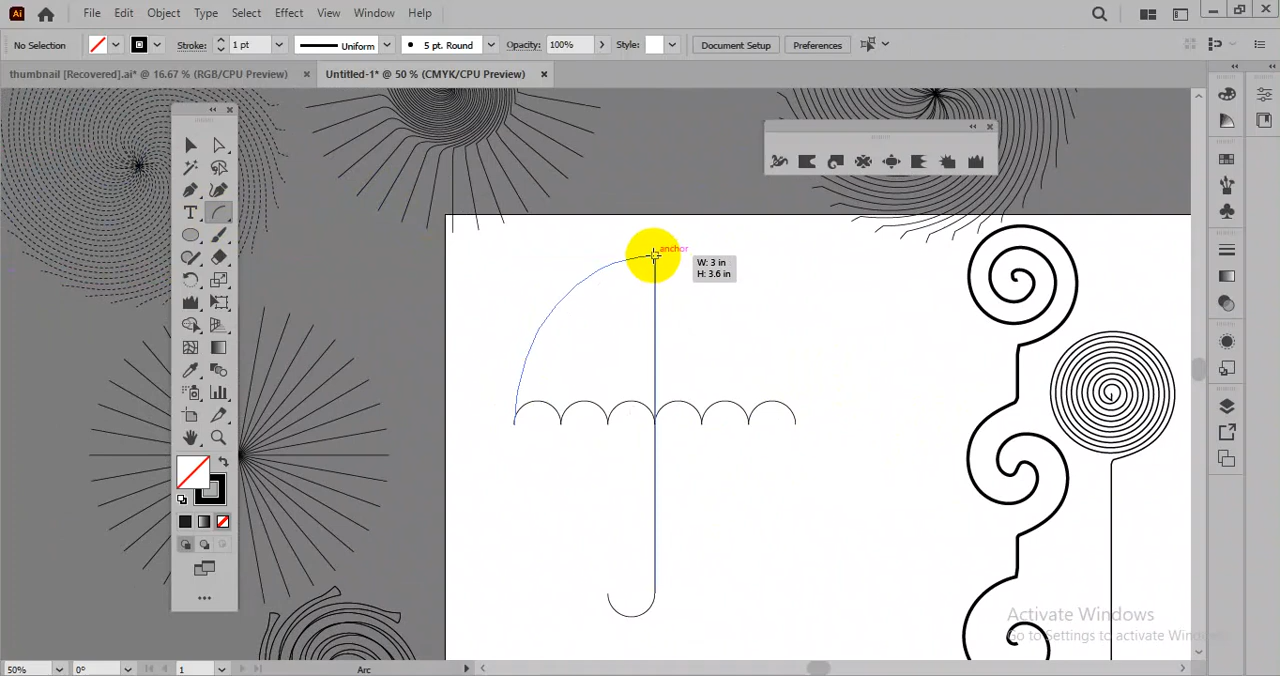 Ai File Edit Object Type Select Effect View Window Help
No Selection Stroke: 1 pt Uniform 5 pt. Round Opacity: 100% Style: Document Setup Preferences
thumbnail [Recovered].ai* @ 16.67 % (RGB/CPU Preview) Untitled-1* @ 50 % (CMYK/CPU Preview)
anchor
W: 3 in
H: 3.6 in
T
Activate Windows
Go to Settings to activate Windows.
50% 0° 1 Arc